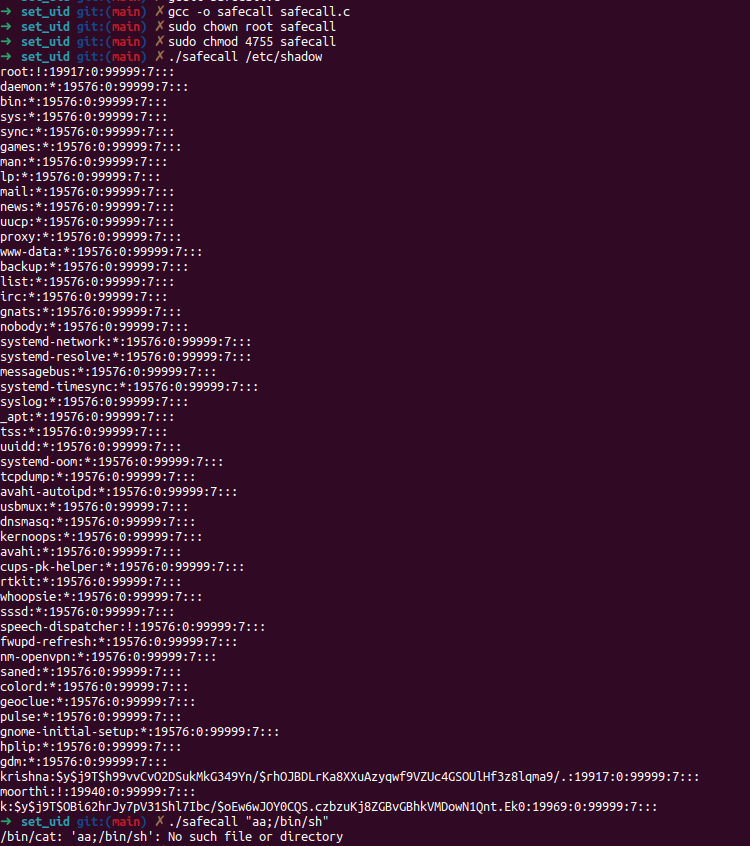 → set_uid git:(main) ✗ gcc -o safecall safecall.c
→ set_uid git:(main) ✗ sudo chown root safecall
→ set_uid git:(main) ✗ sudo chmod 4755 safecall
→ set_uid git:(main) ✗ ./safecall /etc/shadow
root:!:19917:0:99999:7:::
daemon:*:19576:0:99999:7:::
bin:*:19576:0:99999:7:::
sys:*:19576:0:99999:7:::
sync:*:19576:0:99999:7:::
games:*:19576:0:99999:7:::
man:*:19576:0:99999:7:::
lp:*:19576:0:99999:7:::
mail:*:19576:0:99999:7:::
news:*:19576:0:99999:7:::
uucp:*:19576:0:99999:7:::
proxy:*:19576:0:99999:7:::
www-data:*:19576:0:99999:7:::
backup:*:19576:0:99999:7:::
list:*:19576:0:99999:7:::
irc:*:19576:0:99999:7:::
gnats:*:19576:0:99999:7:::
nobody:*:19576:0:99999:7:::
systemd-network:*:19576:0:99999:7:::
systemd-resolve:*:19576:0:99999:7:::
messagebus:*:19576:0:99999:7:::
systemd-timesync:*:19576:0:99999:7:::
syslog:*:19576:0:99999:7:::
_apt:*:19576:0:99999:7:::
tss:*:19576:0:99999:7:::
uuidd:*:19576:0:99999:7:::
systemd-oom:*:19576:0:99999:7:::
tcpdump:*:19576:0:99999:7:::
avahi-autoipd:*:19576:0:99999:7:::
usbmux:*:19576:0:99999:7:::
dnsmasq:*:19576:0:99999:7:::
kernoops:*:19576:0:99999:7:::
avahi:*:19576:0:99999:7:::
cups-pk-helper:*:19576:0:99999:7:::
rtkit:*:19576:0:99999:7:::
whoopsie:*:19576:0:99999:7:::
sssd:*:19576:0:99999:7:::
speech-dispatcher:!:19576:0:99999:7:::
fwupd-refresh:*:19576:0:99999:7:::
nm-openvpn:*:19576:0:99999:7:::
saned:*:19576:0:99999:7:::
colord:*:19576:0:99999:7:::
geoclue:*:19576:0:99999:7:::
pulse:*:19576:0:99999:7:::
gnome-initial-setup:*:19576:0:99999:7:::
hplip:*:19576:0:99999:7:::
gdm:*:19576:0:99999:7:::
krishna:$y$j9T$h99vvCvO2DSukMkG349Yn/$rhOJBDLrKa8XXuAzyqwf9VZUc4GSOUlHf3z8lqma9/.:19917:0:99999:7:::
moorthi:!:19940:0:99999:7:::
k:$y$j9T$OBi62hrJy7pV31Shl7Ibc/$oEw6wJOY0CQS.czbzuKj8ZGBvGBhkVMDowN1Qnt.Ek0:19969:0:99999:7:::
→ set_uid git:(main) ✗ ./safecall "aa;/bin/sh"
/bin/cat: 'aa;/bin/sh': No such file or directory